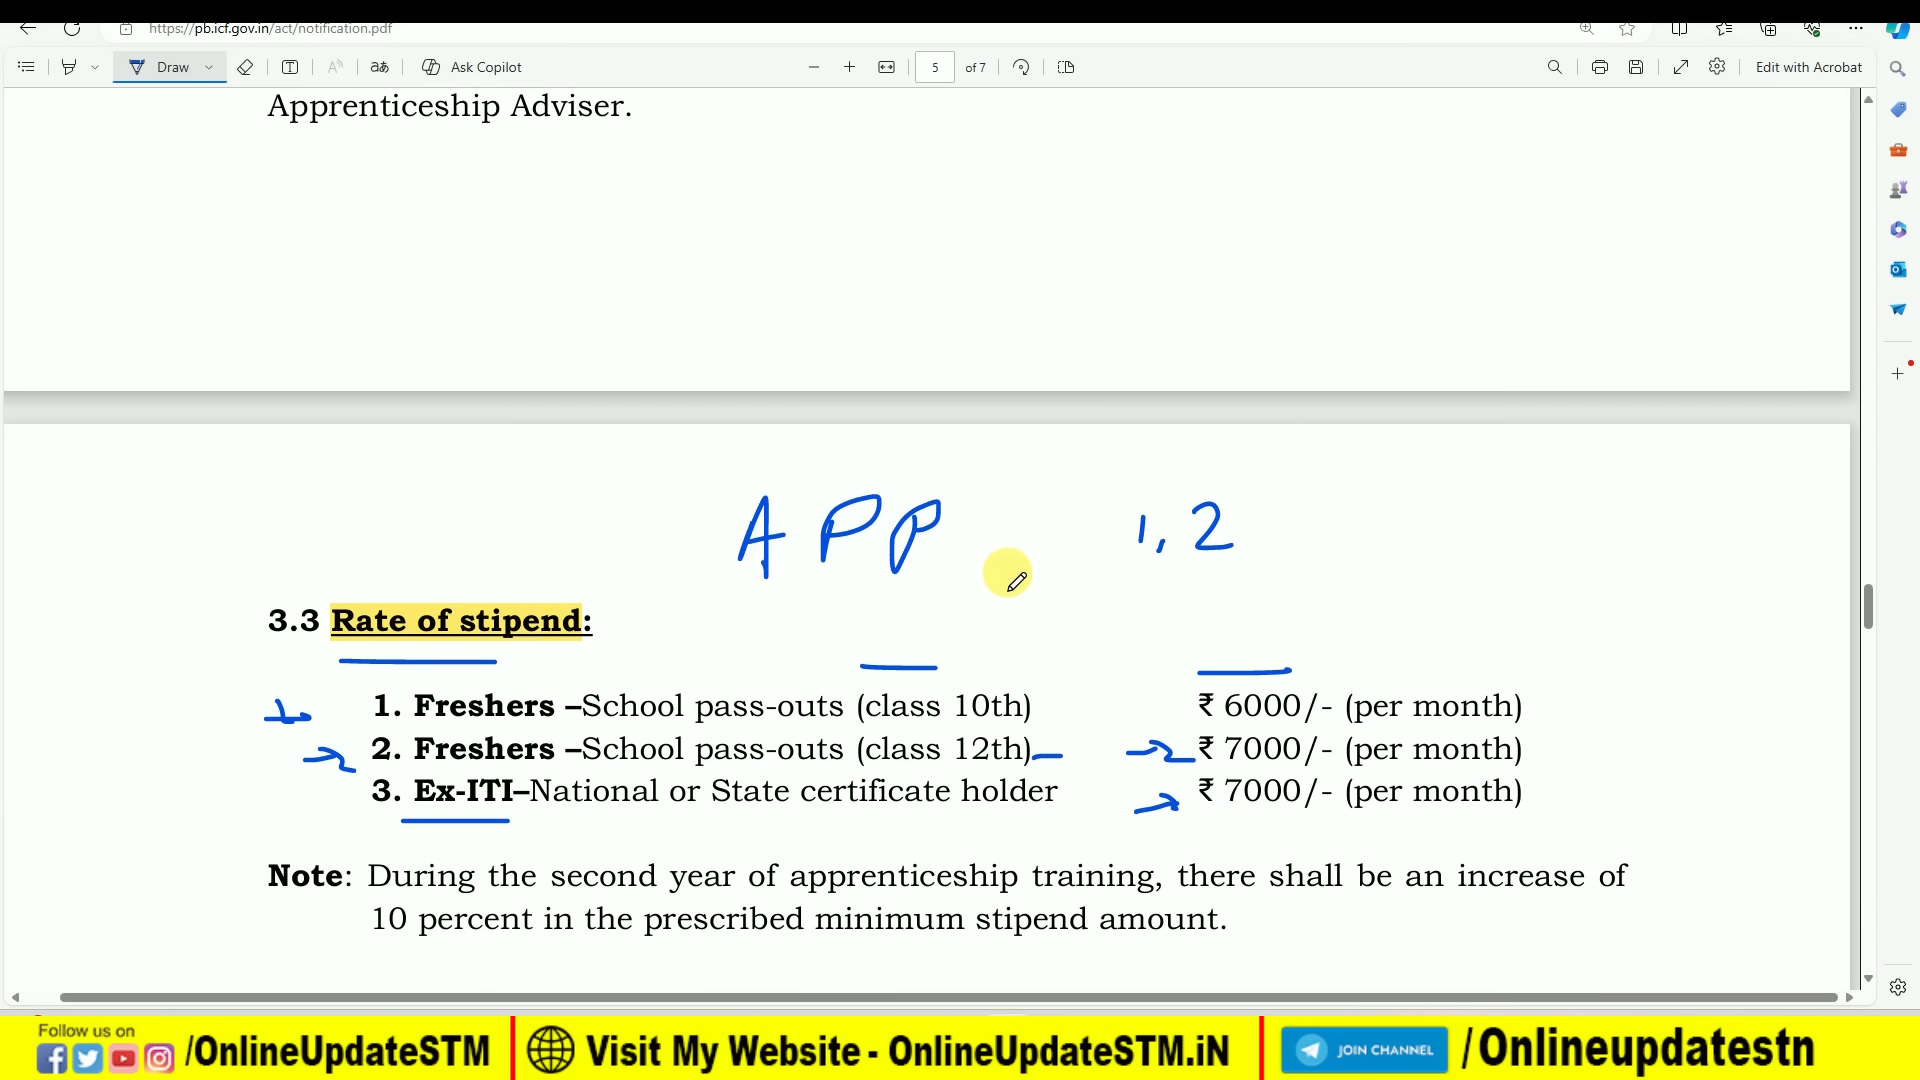 https://pb.icf.gov.in/act/notification.pdf
Draw
aあ
Ask Copilot
5 of 7
Edit with Acrobat
Apprenticeship Adviser.
APP 1, 2
3.3 Rate of stipend:
1. Freshers –School pass-outs (class 10th) ₹ 6000/- (per month)
2. Freshers –School pass-outs (class 12th) ₹ 7000/- (per month)
3. Ex-ITI–National or State certificate holder ₹ 7000/- (per month)
Note: During the second year of apprenticeship training, there shall be an increase of
10 percent in the prescribed minimum stipend amount.
Follow us on
/OnlineUpdateSTM
Visit My Website - OnlineUpdateSTM.iN
JOIN CHANNEL
/Onlineupdatestn